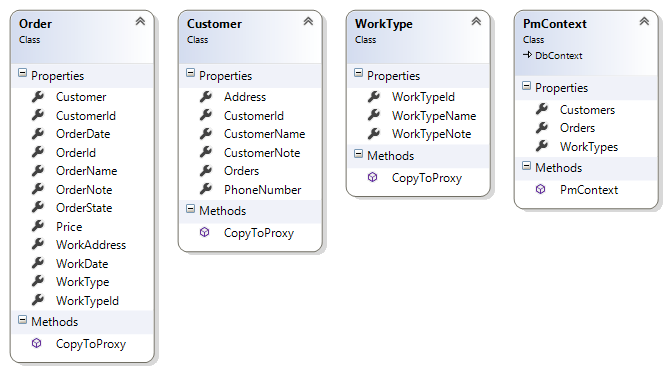 Order
Class
Properties
Customer
CustomerId
OrderDate
OrderId
OrderName
OrderNote
OrderState
Price
WorkAddress
WorkDate
WorkType
WorkTypeId
Methods
CopyToProxy
Customer
Class
Properties
Address
CustomerId
CustomerName
CustomerNote
Orders
PhoneNumber
Methods
CopyToProxy
WorkType
Class
Properties
WorkTypeId
WorkTypeName
WorkTypeNote
Methods
CopyToProxy
PmContext
Class
DbContext
Properties
Customers
Orders
WorkTypes
Methods
PmContext